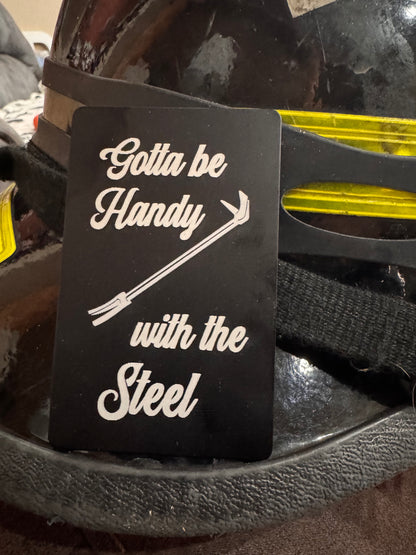 Gotta be
Handy
with the
Steel